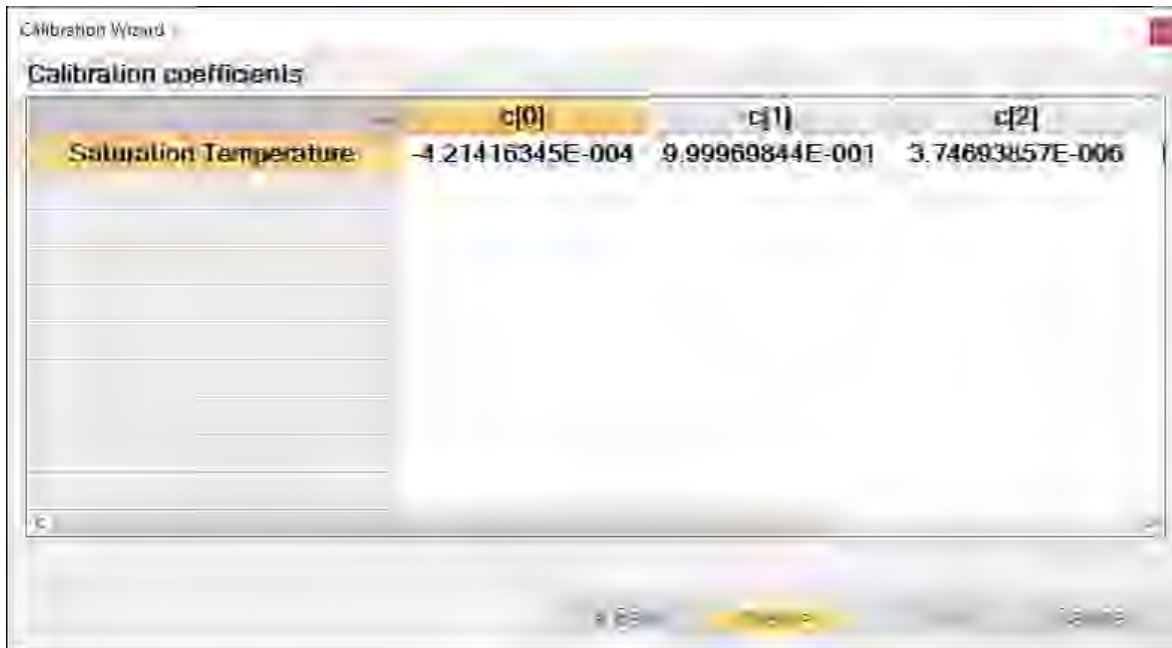 Calibration Wizard
Calibration coefficients
c[0] c[1] c[2]
Saturation Temperature -4.21416345E-004 9.99969844E-001 3.74693857E-006